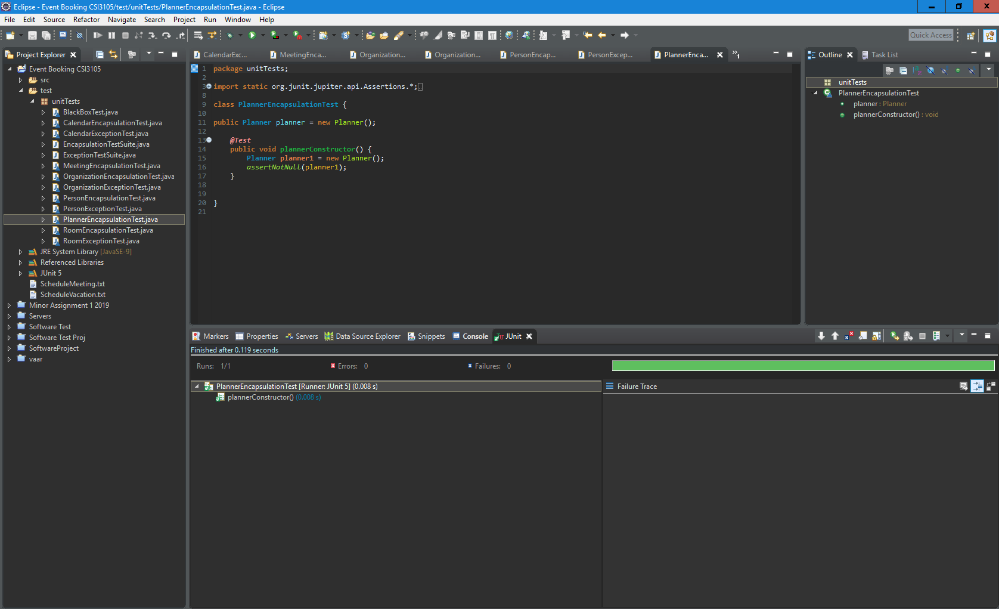 Eclipse - Event Booking CSI3105/test/unitTests/PlannerEncapsulationTest.java - Eclipse
File Edit Source Refactor Navigate Search Project Run Window Help
Quick Access
Project Explorer
Event Booking CSI3105
src
test
unitTests
BlackBoxTest.java
CalendarEncapsulationTest.java
CalendarExceptionTest.java
EncapsulationTestSuite.java
ExceptionTestSuite.java
MeetingEncapsulationTest.java
OrganizationEncapsulationTest.java
OrganizationExceptionTest.java
PersonEncapsulationTest.java
PersonExceptionTest.java
PlannerEncapsulationTest.java
RoomEncapsulationTest.java
RoomExceptionTest.java
JRE System Library [JavaSE-9]
Referenced Libraries
JUnit 5
ScheduleMeeting.txt
ScheduleVacation.txt
Minor Assignment 1 2019
Servers
Software Test
Software Test Proj
SoftwareProject
vaar
CalendarExc... MeetingEnca... Organization... Organization... PersonEncap... PersonExcep... PlannerEnca... »1
1 package unitTests;
2
3 import static org.junit.jupiter.api.Assertions.*;
8
9 class PlannerEncapsulationTest {
10
11 public Planner planner = new Planner();
12
13 @Test
14 public void plannerConstructor() {
15 Planner planner1 = new Planner();
16 assertNotNull(planner1);
17 }
18
19
20 }
21
Outline Task List
unitTests
PlannerEncapsulationTest
planner : Planner
plannerConstructor() : void
Markers Properties Servers Data Source Explorer Snippets Console JUnit
Finished after 0.119 seconds
Runs: 1/1 Errors: 0 Failures: 0
PlannerEncapsulationTest [Runner: JUnit 5] (0.008 s)
plannerConstructor() (0.008 s)
Failure Trace